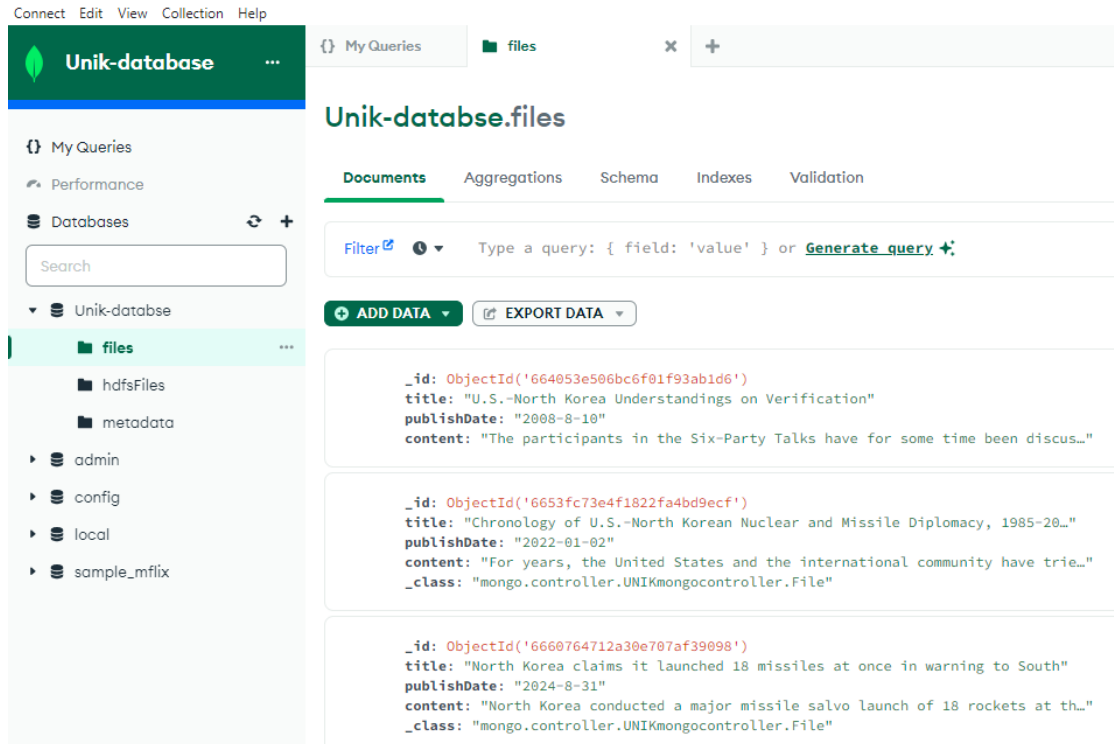 Connect Edit View Collection Help
Unik-database ...
{} My Queries
files
{} My Queries
Performance
Databases
Search
Unik-databse
files
hdfsFiles
metadata
admin
config
local
sample_mflix
Unik-databse.files
Documents Aggregations Schema Indexes Validation
Filter Type a query: { field: 'value' } or Generate query
ADD DATA EXPORT DATA
_id: ObjectId('664053e506bc6f01f93ab1d6')
title: "U.S.-North Korea Understandings on Verification"
publishDate: "2008-8-10"
content: "The participants in the Six-Party Talks have for some time been discus…"
_id: ObjectId('6653fc73e4f1822fa4bd9ecf')
title: "Chronology of U.S.-North Korean Nuclear and Missile Diplomacy, 1985-20…"
publishDate: "2022-01-02"
content: "For years, the United States and the international community have trie…"
_class: "mongo.controller.UNIKmongocontroller.File"
_id: ObjectId('6660764712a30e707af39098')
title: "North Korea claims it launched 18 missiles at once in warning to South"
publishDate: "2024-8-31"
content: "North Korea conducted a major missile salvo launch of 18 rockets at th…"
_class: "mongo.controller.UNIKmongocontroller.File"